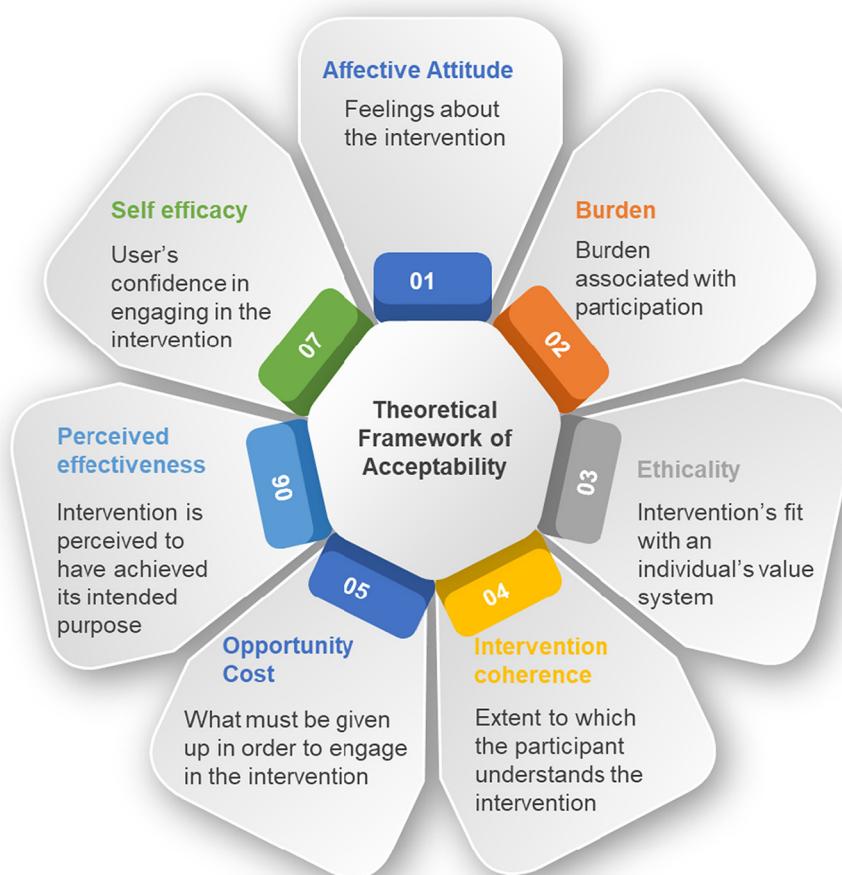 Affective Attitude
Feelings about
the intervention
01
Burden
Burden
associated with
participation
02
Ethicality
Intervention's fit
with an
individual's value
system
03
Intervention
coherence
Extent to which
the participant
understands the
intervention
04
Opportunity
Cost
What must be given
up in order to engage
in the intervention
05
Perceived
effectiveness
Intervention is
perceived to
have achieved
its intended
purpose
06
Self efficacy
User's
confidence in
engaging in the
intervention
07
Theoretical
Framework of
Acceptability